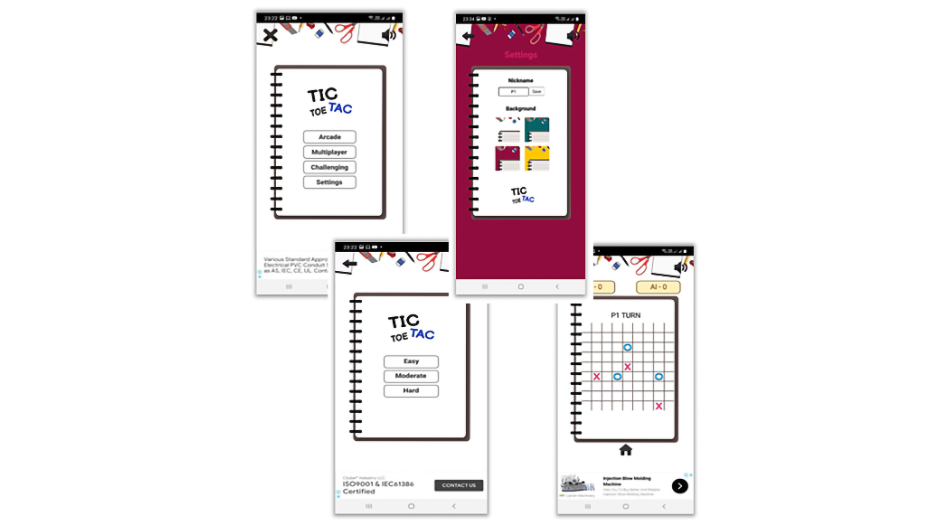 23:22
TIC
TOE TAC
Arcade
Multiplayer
Challenging
Settings
Various Standard Appro
Electrical PVC Conduit
as AS, IEC, CE, UL. Cont
23:24
Settings
Nickname
P1 Save
Background
TIC
TOE TAC
23:22
TIC
TOE TAC
Easy
Moderate
Hard
ISO9001 & IEC61386
Certified
CONTACT US
- 0 AI - 0
P1 TURN
O
X
X O O
X
Injection Blow Molding
Machine